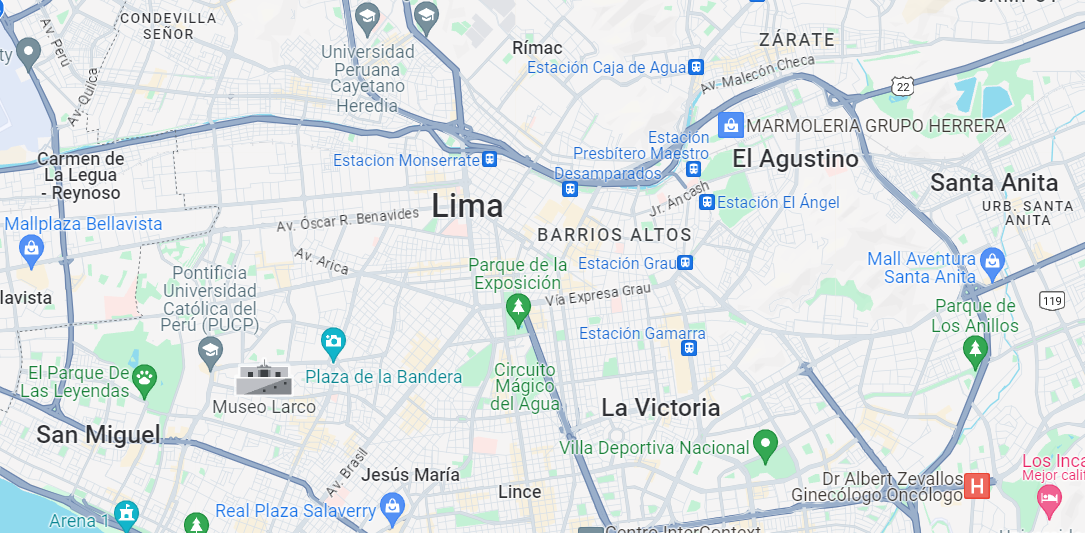 CONDEVILLA
SEÑOR
Av. Perú
Av. Quilca
Universidad
Peruana
Cayetano
Heredia
Rímac
ZÁRATE
Estación Caja de Agua
Av. Malecón Checa
22
MARMOLERIA GRUPO HERRERA
Estación
Presbítero Maestro
El Agustino
Carmen de
La Legua
- Reynoso
Estacion Monserrate
Desamparados
Santa Anita
URB. SANTA
ANITA
Jr. Áncash
Estación El Ángel
Lima
Av. Óscar R. Benavides
Mallplaza Bellavista
BARRIOS ALTOS
Av. Arica
Parque de la
Exposición
Estación Grau
Mall Aventura
Santa Anita
Pontificia
Universidad
Católica del
Perú (PUCP)
Vía Expresa Grau
119
Parque de
Los Anillos
Estación Gamarra
El Parque De
Las Leyendas
Plaza de la Bandera
Circuito
Mágico
del Agua
Museo Larco
La Victoria
San Miguel
Villa Deportiva Nacional
Av. Brasil
Jesús María
Lince
Dr Albert Zevallos
Ginecólogo Oncólogo
H
Real Plaza Salaverry
Arena 1
Centro InterContext